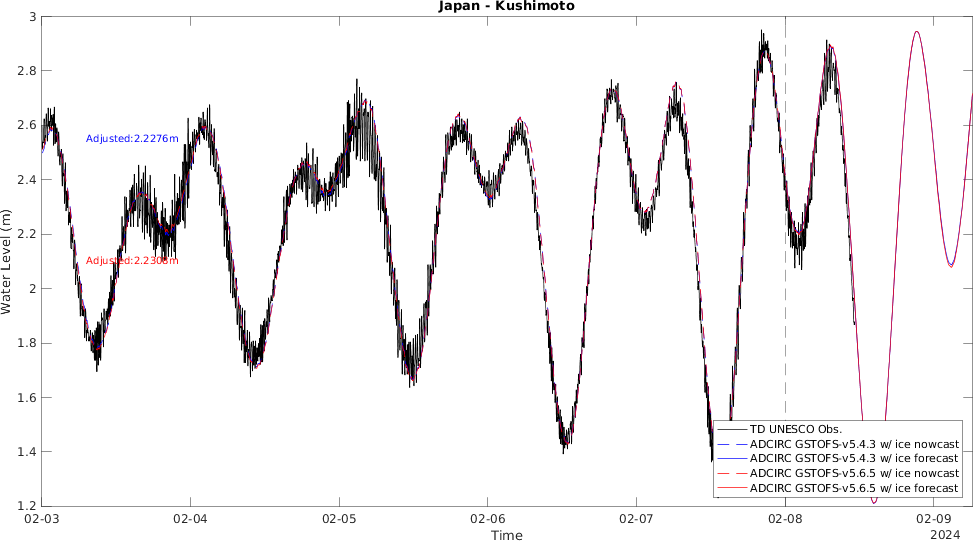 Japan - Kushimoto
3
2.8
2.6
2.4
2.2
2
1.8
1.6
1.4
1.2
Water Level (m)
Adjusted:2.2276m
TD UNESCO Obs.
ADCIRC GSTOFS-v5.4.3 w/ ice nowcast
ADCIRC GSTOFS-v5.4.3 w/ ice forecast
ADCIRC GSTOFS-v5.6.5 w/ ice nowcast
ADCIRC GSTOFS-v5.6.5 w/ ice forecast
02-03
02-04
02-05
02-06
02-07
02-08
02-09
Time
2024